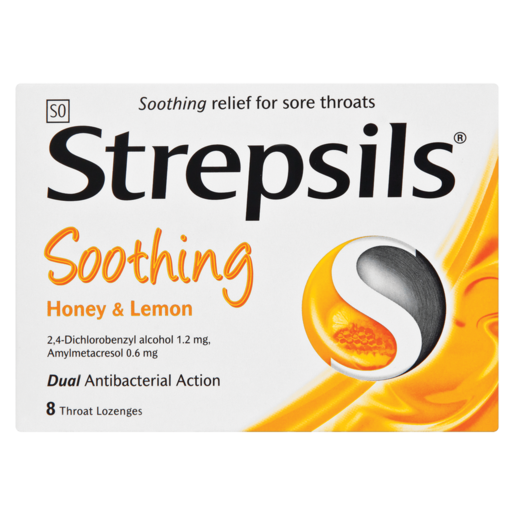 S0
Soothing relief for sore throats
Strepsils®
Soothing
Honey & Lemon
2,4-Dichlorobenzyl alcohol 1.2 mg,
Amylmetacresol 0.6 mg
Dual Antibacterial Action
8 Throat Lozenges